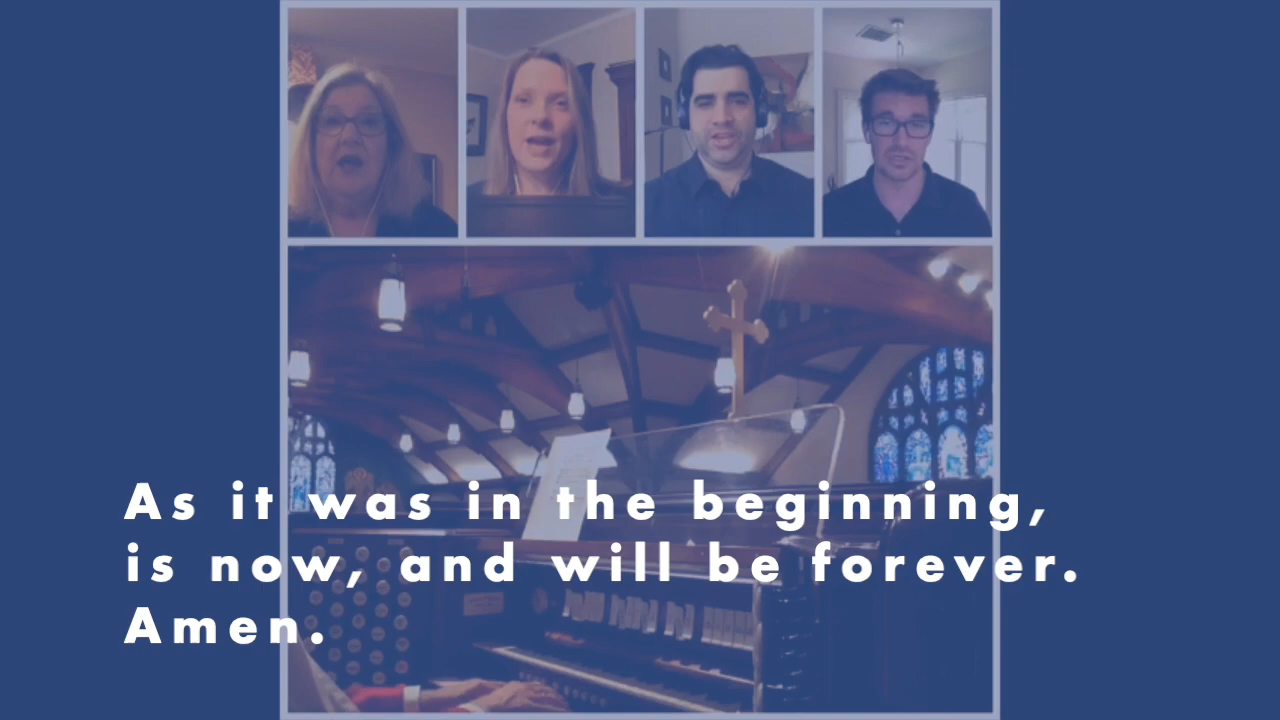 As it was in the beginning,
is now, and will be forever.
Amen.